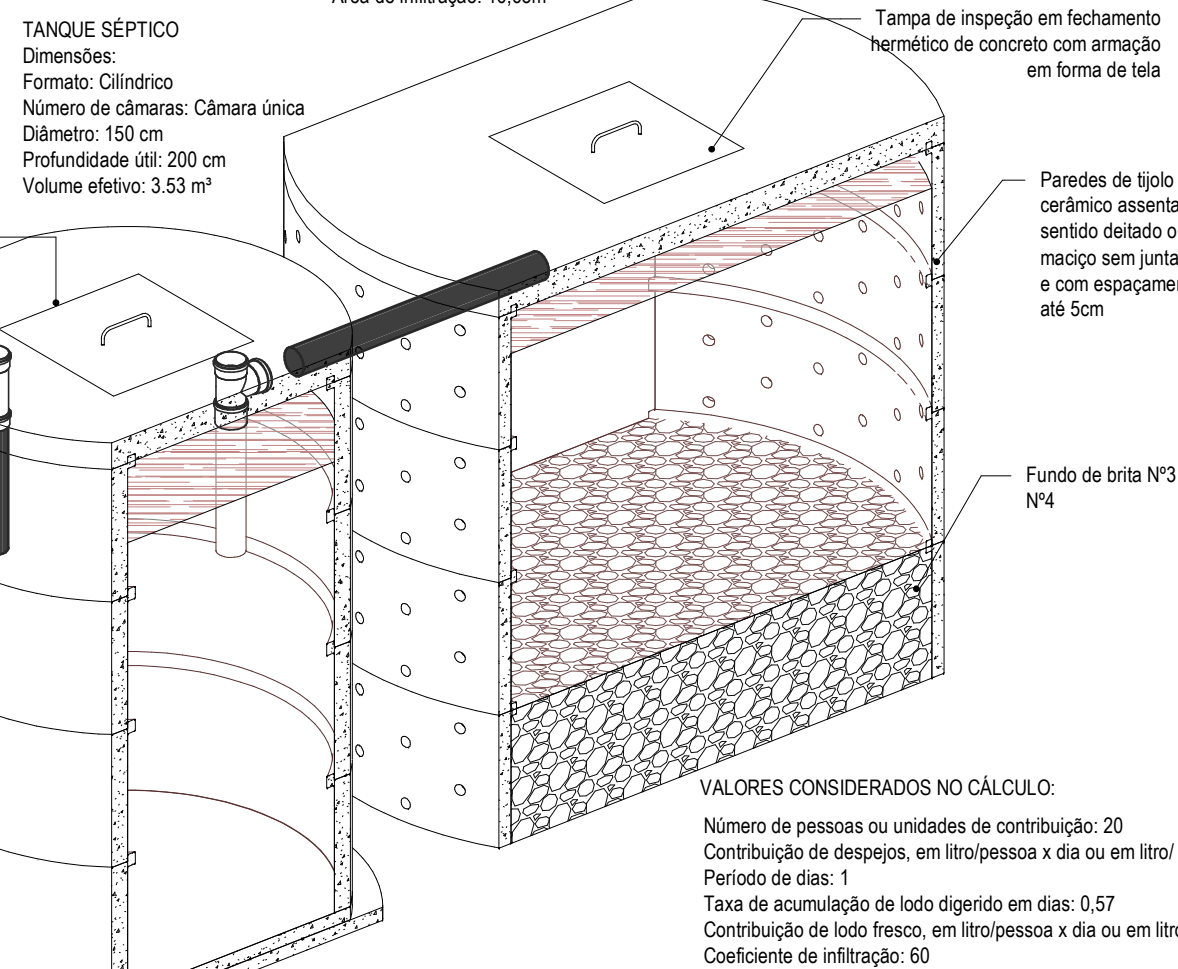 Área de infiltração:
TANQUE SÉPTICO
Dimensões:
Formato: Cilíndrico
Número de câmaras: Câmara única
Diâmetro: 150 cm
Profundidade útil: 200 cm
Volume efetivo: 3.53 m³
Tampa de inspeção em fechamento
hermético de concreto com armação
em forma de tela
Paredes de tijolo
cerâmico
sentido deitado
maciço sem
e com
até 5cm
Fundo de brita Nº3
Nº4
VALORES CONSIDERADOS NO CÁLCULO:
Número de pessoas ou unidades de contribuição: 20
Contribuição de despejos, em litro/pessoa x dia ou em litro/
Período de dias: 1
Taxa de acumulação de lodo digerido em dias: 0,57
Contribuição de lodo fresco, em litro/pessoa x dia ou em
Coeficiente de infiltração: 60